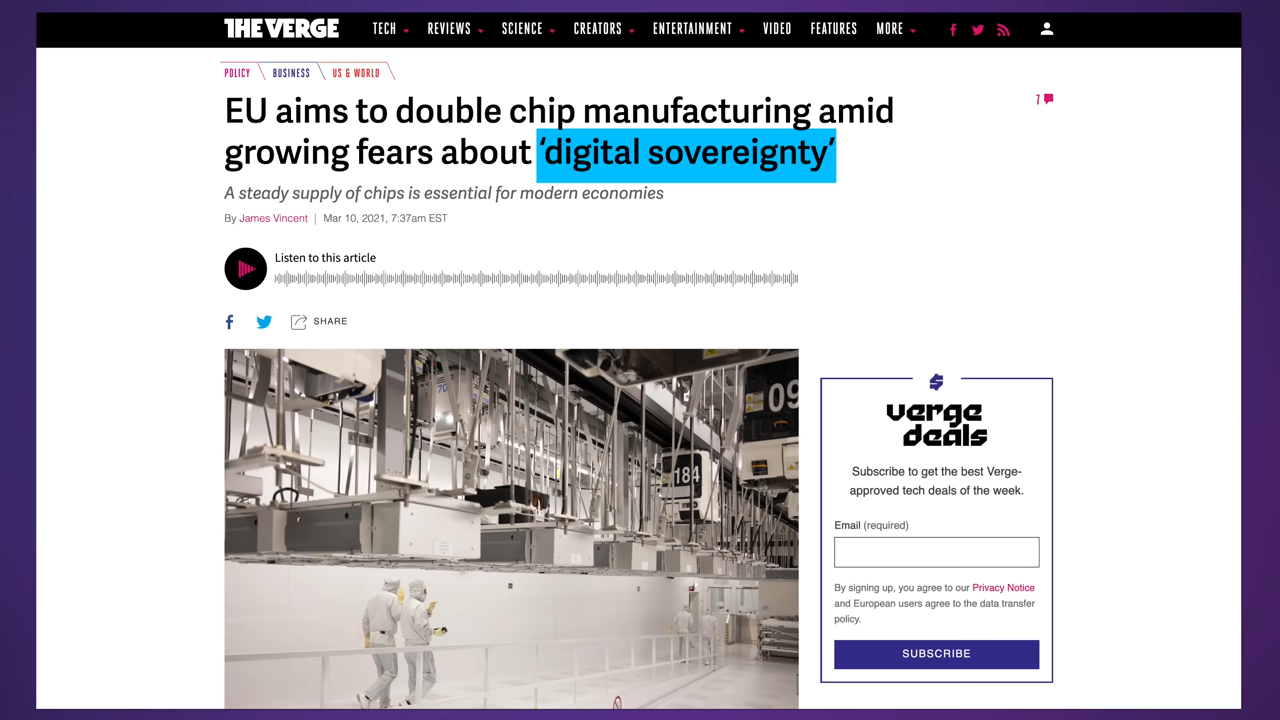 THE VERGE
TECH REVIEWS SCIENCE CREATORS ENTERTAINMENT VIDEO FEATURES MORE
POLICY BUSINESS US & WORLD
EU aims to double chip manufacturing amid
growing fears about ‘digital sovereignty’
7
A steady supply of chips is essential for modern economies
By James Vincent | Mar 10, 2021, 7:37am EST
Listen to this article
SHARE
70
09
184
verge
deals
Subscribe to get the best Verge-
approved tech deals of the week.
Email (required)
By signing up, you agree to our Privacy Notice
and European users agree to the data transfer
policy.
SUBSCRIBE